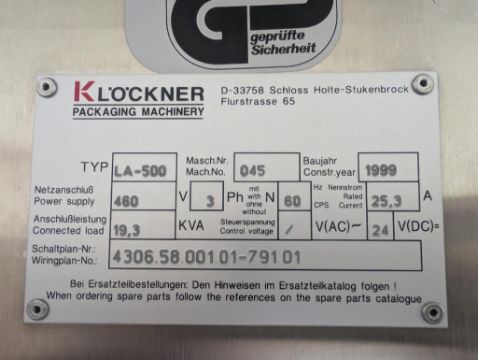 geprüfte
Sicherheit
KLÖCKNER
PACKAGING MACHINERY
D-33758 Schloss Holte-Stukenbrock
Flurstrasse 65
TYP LA-500 Masch.Nr. Mach.No. 045 Baujahr Constr.year 1999
Netzanschluß Power supply 460 V 3 Ph mit with ohne without N 60 Hz CPS Nennstrom Rated Current 25,3 A
Anschlußleistung Connected load 19,3 KVA Steuerspannung Control voltage / V(AC)~ 24 V(DC)=
Schaltplan-Nr.: Wiringplan-No.: 4306.58.001 01-791 01
Bei Ersatzteilbestellungen: Den Hinweisen im Ersatzteilkatalog folgen !
When ordering spare parts follow the references on the spare parts catalogue